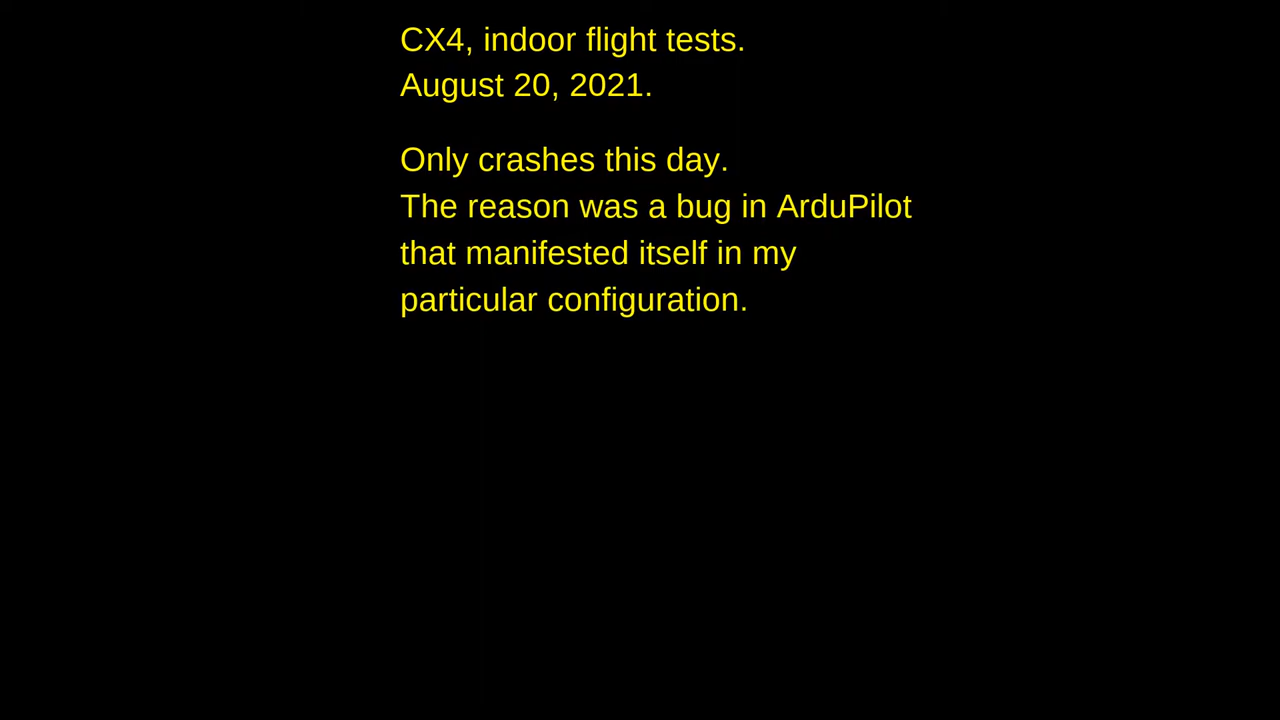 CX4, indoor flight tests.
August 20, 2021.
Only crashes this day.
The reason was a bug in ArduPilot
that manifested itself in my
particular configuration.